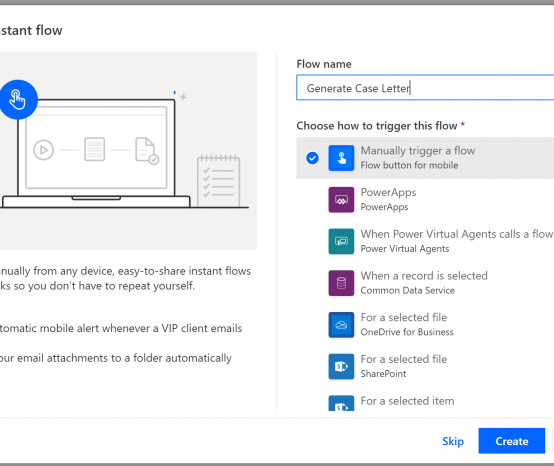 stant flow
Flow name
Generate Case Letter
Choose how to trigger this flow *
Manually trigger a flow
Flow button for mobile
PowerApps
PowerApps
When Power Virtual Agents calls a flow
Power Virtual Agents
When a record is selected
Common Data Service
For a selected file
OneDrive for Business
For a selected file
SharePoint
For a selected item
nually from any device, easy-to-share instant flows
ks so you don't have to repeat yourself.
tomatic mobile alert whenever a VIP client emails
our email attachments to a folder automatically
Skip
Create